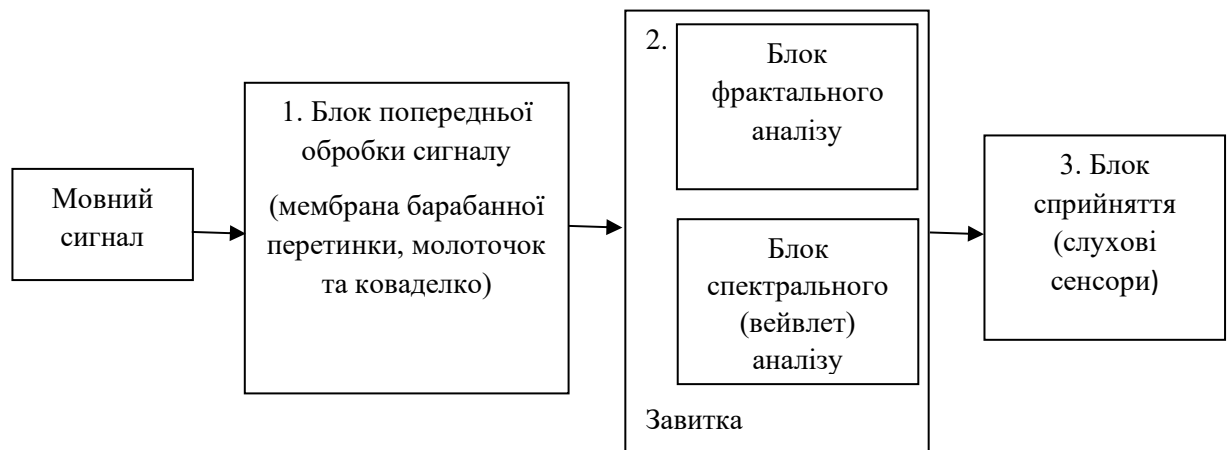 Мовний
сигнал
1. Блок попередньої
обробки сигналу
(мембрана барабанної
перетинки, молоточок
та коваделко)
2.
Блок
фрактального
аналізу
Блок
спектрального
(вейвлет)
аналізу
Завитка
3. Блок
сприйняття
(слухові
сенсори)